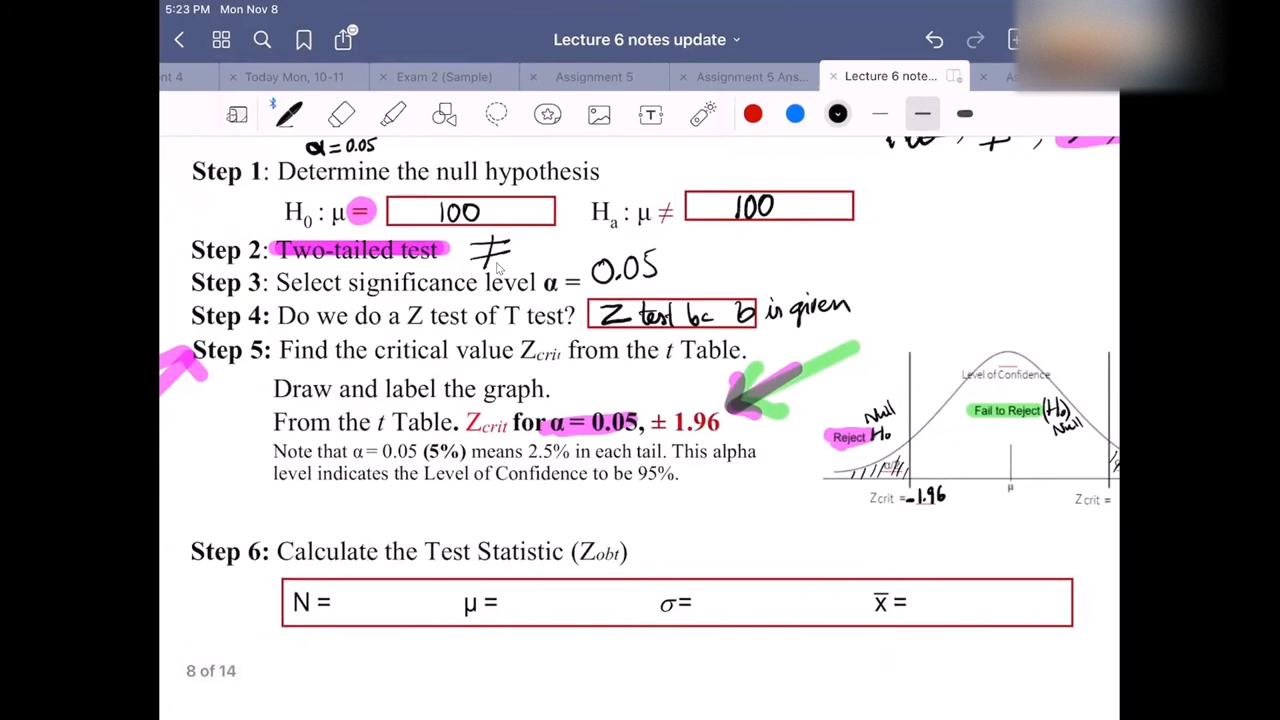 5:23 PM Mon Nov 8
Lecture 6 notes update
nt 4 Today Mon, 10-11 Exam 2 (Sample) Assignment 5 Assignment 5 Ans... Lecture 6 note...
α = 0.05
Step 1: Determine the null hypothesis
H₀ : μ = 100 Hₐ : μ ≠ 100
Step 2: Two-tailed test ≠
Step 3: Select significance level α = 0.05
Step 4: Do we do a Z test of T test? Z test bc σ is given
Step 5: Find the critical value Zcrit from the t Table.
Draw and label the graph.
From the t Table. Zcrit for α = 0.05, ± 1.96
Note that α = 0.05 (5%) means 2.5% in each tail. This alpha
level indicates the Level of Confidence to be 95%.
Level of Confidence
Fail to Reject (H₀)
Null
Null
Reject H₀
μ
Zcrit = -1.96 Zcrit =
Step 6: Calculate the Test Statistic (Zobt)
N = μ = σ= x̅ =
8 of 14